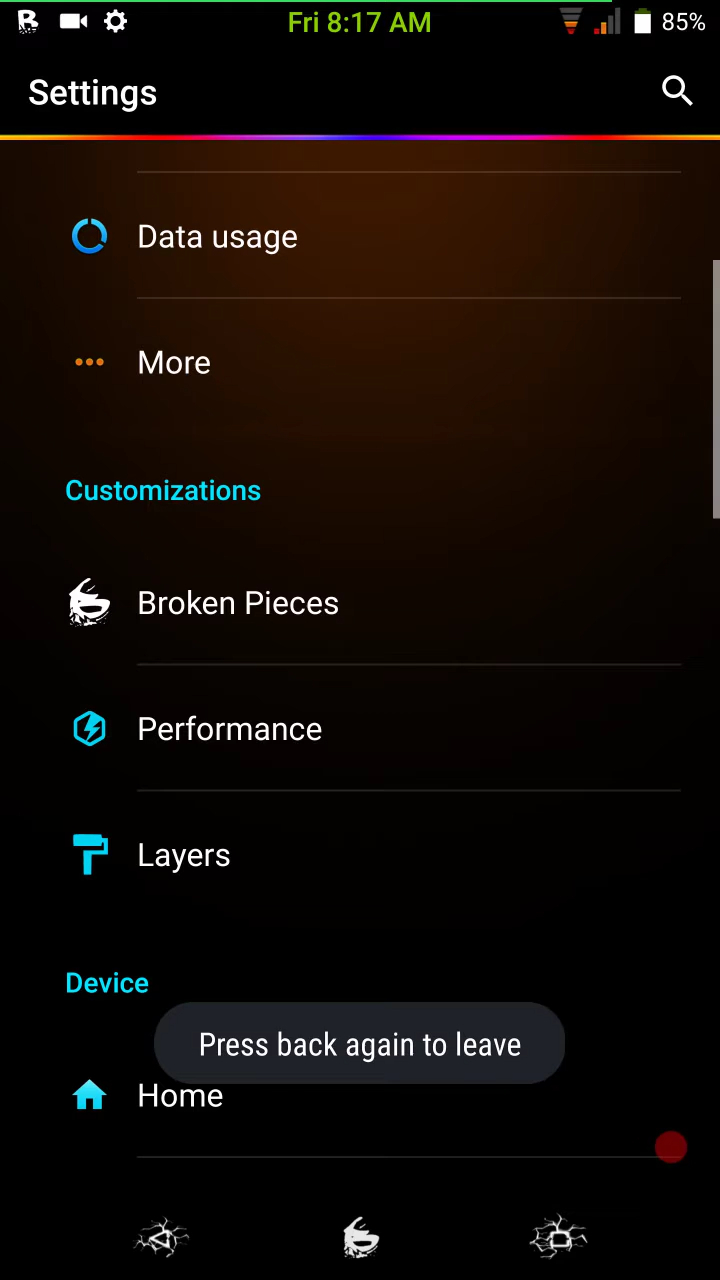 Fri 8:17 AM
85%
Settings
Data usage
More
Customizations
Broken Pieces
Performance
Layers
Device
Press back again to leave
Home